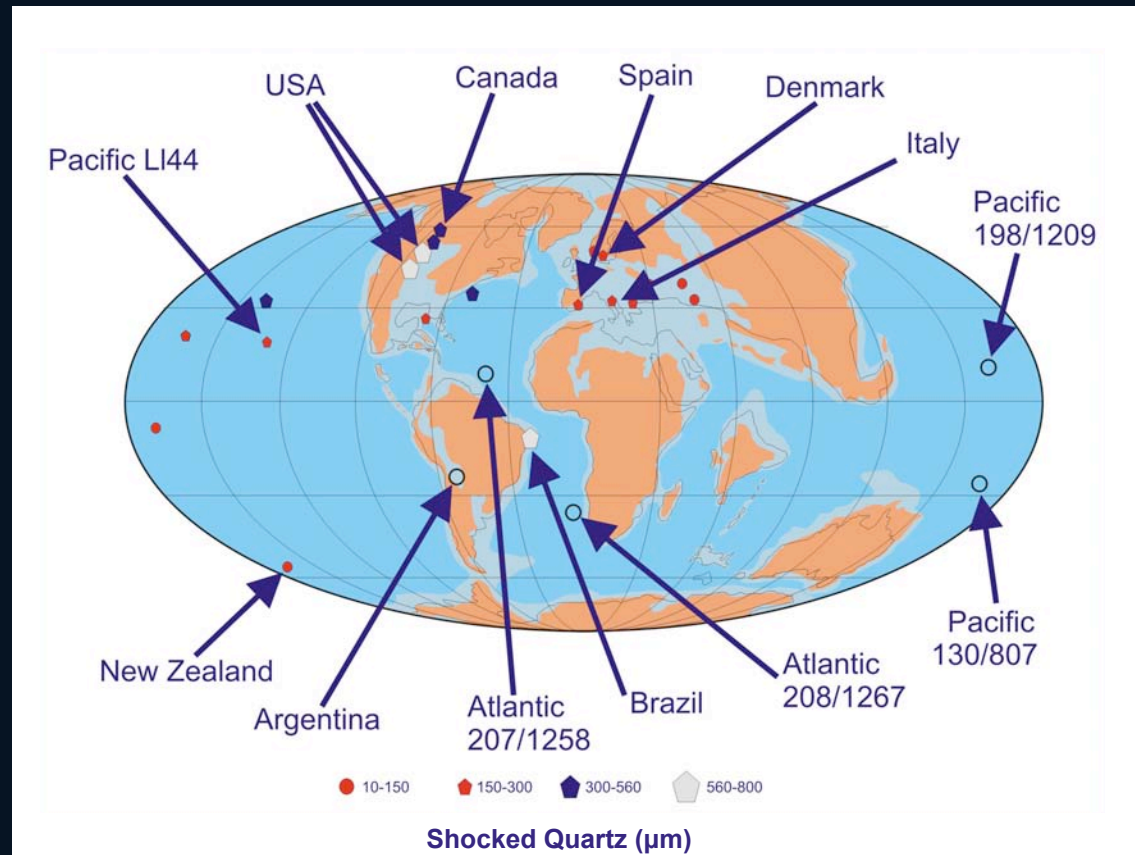 USA
Canada
Spain
Denmark
Italy
Pacific LI44
Pacific
198/1209
New Zealand
Argentina
Atlantic
207/1258
Brazil
Atlantic
208/1267
Pacific
130/807
10-150
150-300
300-560
560-800
Shocked Quartz (µm)